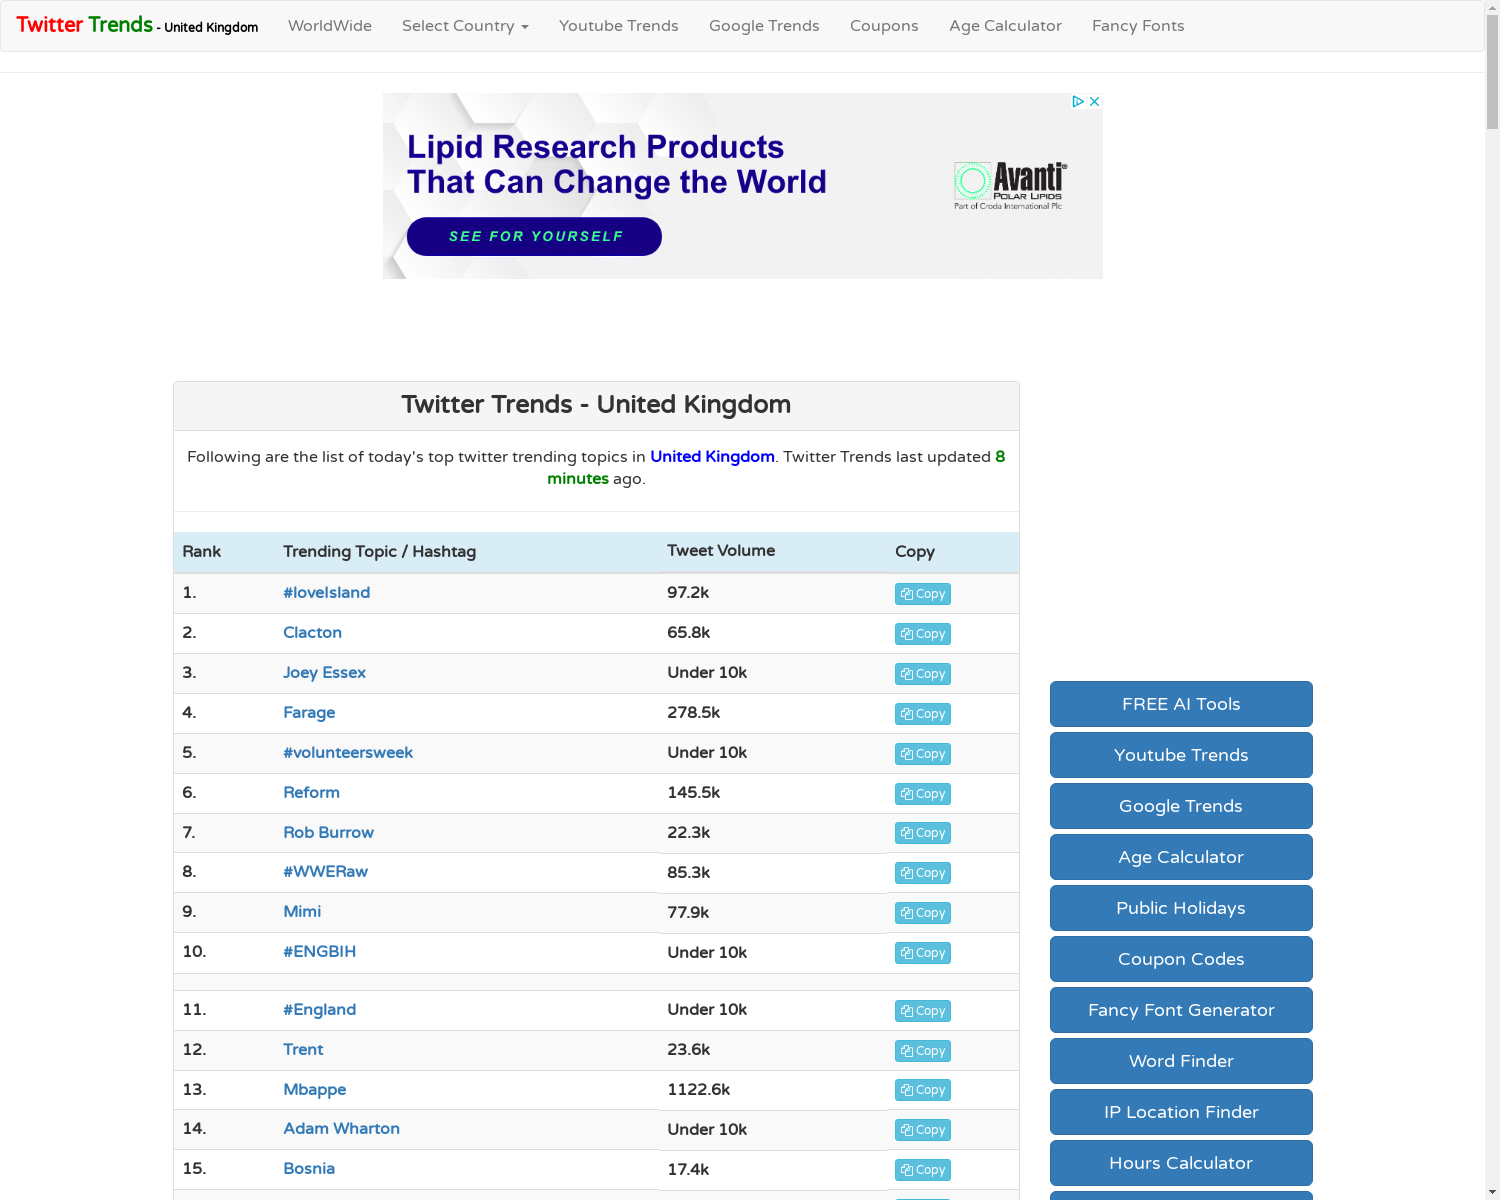 Twitter Trends - United Kingdom WorldWide Select Country Youtube Trends Google Trends Coupons Age Calculator Fancy Fonts
Lipid Research Products
That Can Change the World
SEE FOR YOURSELF
Avanti®
POLAR LIPIDS
Part of Croda International Plc
Twitter Trends - United Kingdom
Following are the list of today's top twitter trending topics in United Kingdom. Twitter Trends last updated 8
minutes ago.
Rank Trending Topic / Hashtag Tweet Volume Copy
1. #loveIsland 97.2k Copy
2. Clacton 65.8k Copy
3. Joey Essex Under 10k Copy
4. Farage 278.5k Copy
5. #volunteersweek Under 10k Copy
6. Reform 145.5k Copy
7. Rob Burrow 22.3k Copy
8. #WWERaw 85.3k Copy
9. Mimi 77.9k Copy
10. #ENGBIH Under 10k Copy
11. #England Under 10k Copy
12. Trent 23.6k Copy
13. Mbappe 1122.6k Copy
14. Adam Wharton Under 10k Copy
15. Bosnia 17.4k Copy
FREE AI Tools
Youtube Trends
Google Trends
Age Calculator
Public Holidays
Coupon Codes
Fancy Font Generator
Word Finder
IP Location Finder
Hours Calculator